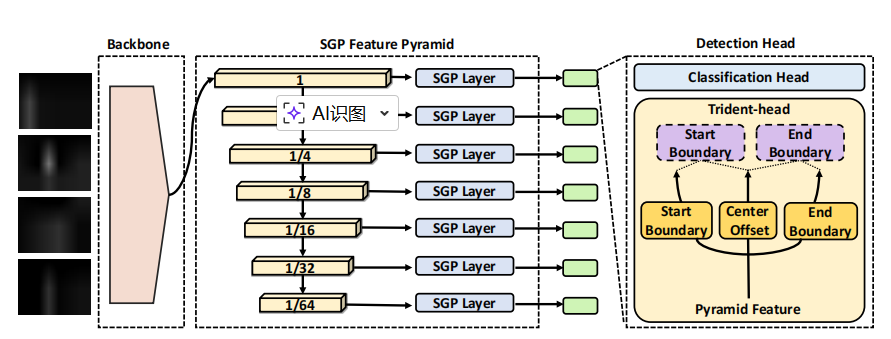 Backbone
SGP Feature Pyramid
Detection Head
1
SGP Layer
Classification Head
AI识图
SGP Layer
Trident-head
Start
Boundary
End
Boundary
1/4
SGP Layer
1/8
SGP Layer
1/16
SGP Layer
Start
Boundary
Center
Offset
End
Boundary
1/32
SGP Layer
1/64
SGP Layer
Pyramid Feature